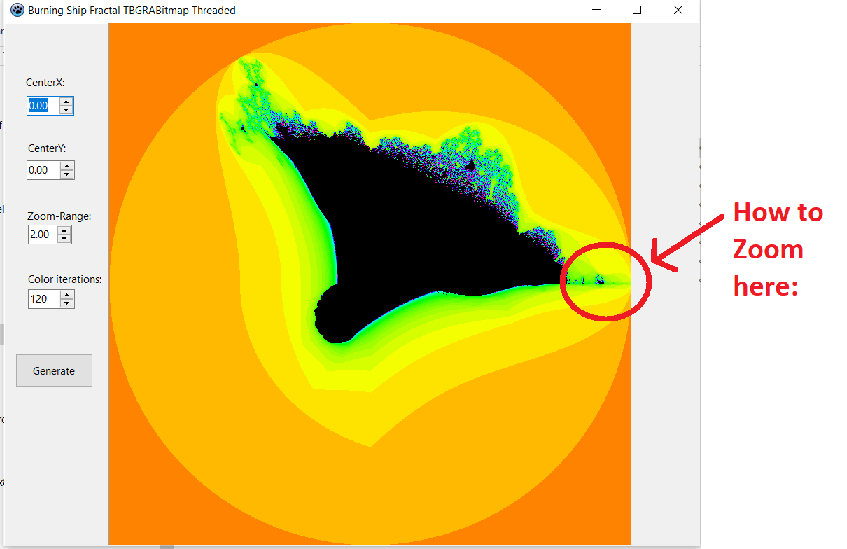 Burning Ship Fractal TBGRABitmap Threaded
CenterX:
0.00
CenterY:
0.00
Zoom-Range:
2.00
Color iterations:
120
Generate
How to
Zoom
here: